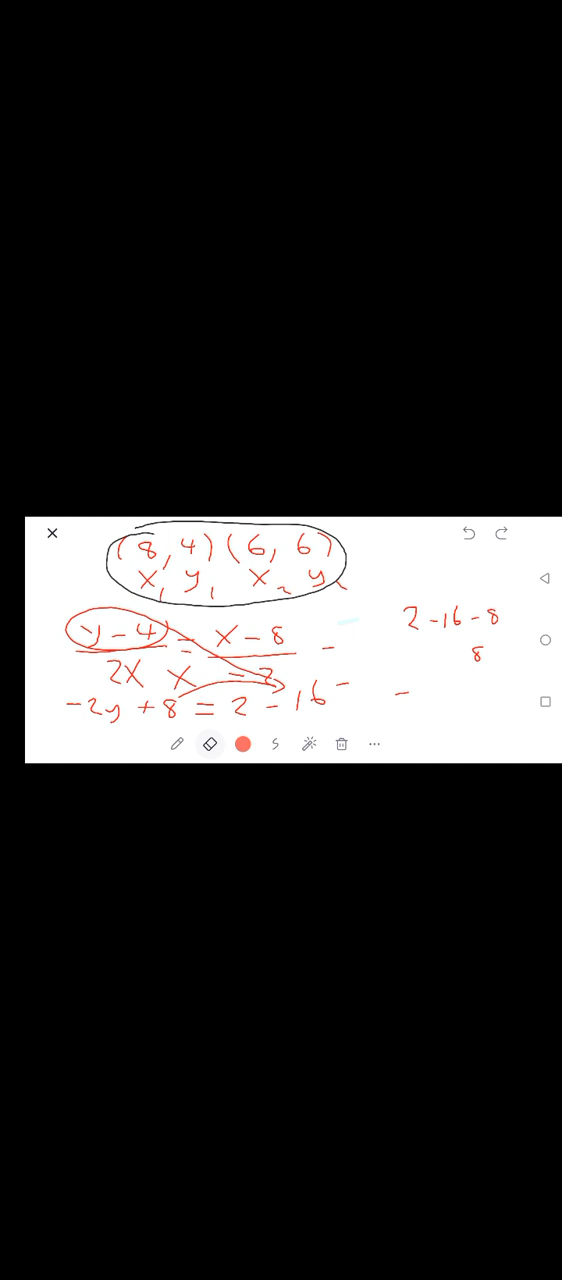 (8, 4) (6, 6)
x₁ y₁ x₂ y₂
y - 4 = x - 8 -
2x x - 2
-2y + 8 = 2 - 16 - -
2 - 16 - 8
8